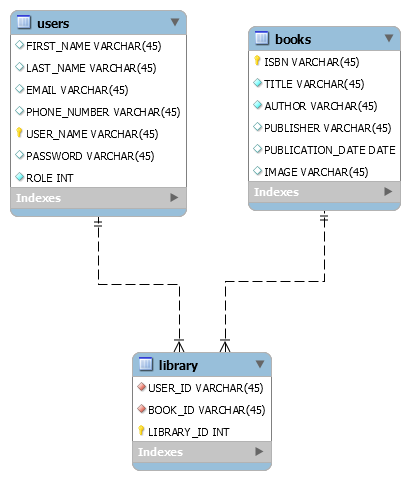 users
FIRST_NAME VARCHAR(45)
LAST_NAME VARCHAR(45)
EMAIL VARCHAR(45)
PHONE_NUMBER VARCHAR(45)
USER_NAME VARCHAR(45)
PASSWORD VARCHAR(45)
ROLE INT
Indexes
books
ISBN VARCHAR(45)
TITLE VARCHAR(45)
AUTHOR VARCHAR(45)
PUBLISHER VARCHAR(45)
PUBLICATION_DATE DATE
IMAGE VARCHAR(45)
Indexes
library
USER_ID VARCHAR(45)
BOOK_ID VARCHAR(45)
LIBRARY_ID INT
Indexes